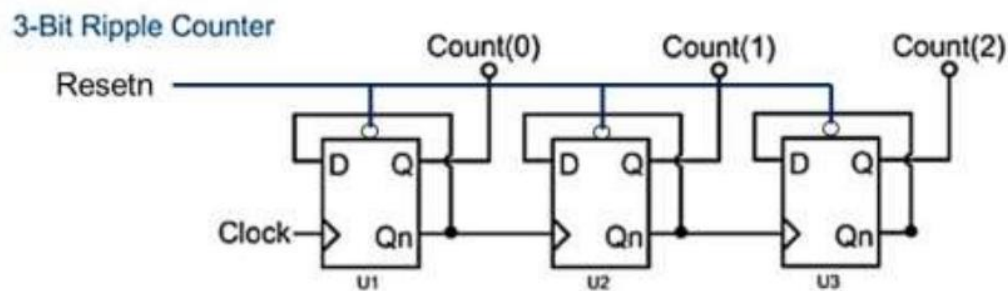 3-Bit Ripple Counter
Count(0) Count(1) Count(2)
Resetn
D Q D Q D Q
Clock Qn Qn Qn
U1 U2 U3